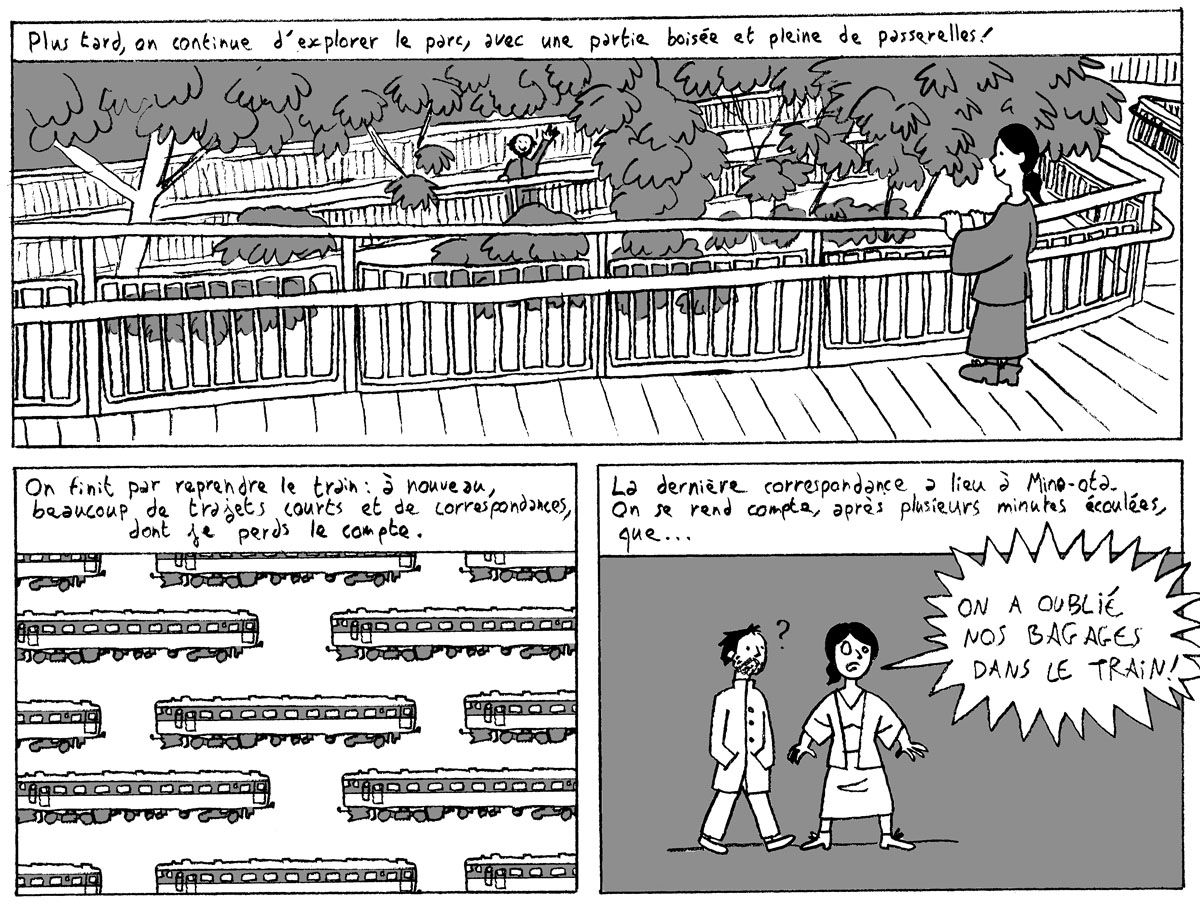 Plus tard, on continue d'explorer le parc, avec une partie boisée et pleine de passerelles!
On finit par reprendre le train: à nouveau,
beaucoup de trajets courts et de correspondances,
dont je perds le compte.
La dernière correspondance a lieu à Mino-ota.
On se rend compte, après plusieurs minutes écoulées,
que...
?
ON A OUBLIÉ
NOS BAGAGES
DANS LE TRAIN!